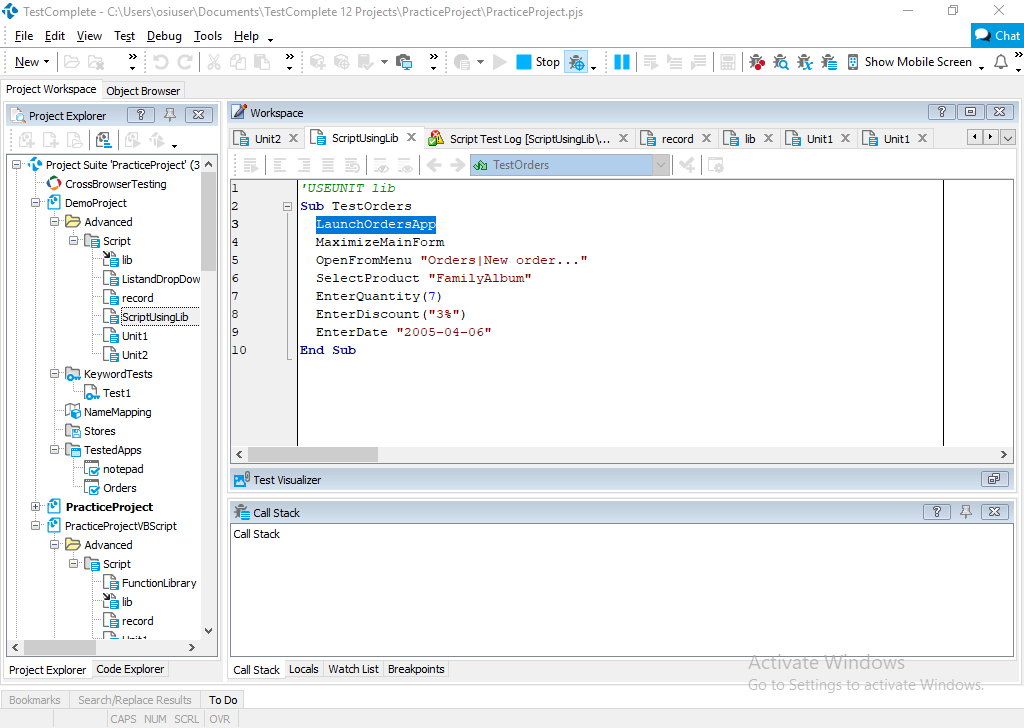 TestComplete - C:\Users\osiuser\Documents\TestComplete 12 Projects\PracticeProject\PracticeProject.pjs
File Edit View Test Debug Tools Help
Chat
New Stop Show Mobile Screen
Project Workspace Object Browser
Project Explorer
Project Suite 'PracticeProject' (3
CrossBrowserTesting
DemoProject
Advanced
Script
lib
ListandDropDow
record
ScriptUsingLib
Unit1
Unit2
KeywordTests
Test1
NameMapping
Stores
TestedApps
notepad
Orders
PracticeProject
PracticeProjectVBScript
Advanced
Script
FunctionLibrary
lib
record
Unit1
Project Explorer Code Explorer
Workspace
Unit2 ScriptUsingLib Script Test Log [ScriptUsingLib\... record lib Unit1 Unit1
TestOrders
1 'USEUNIT lib
2 Sub TestOrders
3 LaunchOrdersApp
4 MaximizeMainForm
5 OpenFromMenu "Orders|New order..."
6 SelectProduct "FamilyAlbum"
7 EnterQuantity(7)
8 EnterDiscount("3%")
9 EnterDate "2005-04-06"
10 End Sub
Test Visualizer
Call Stack
Call Stack
Call Stack Locals Watch List Breakpoints
Activate Windows
Go to Settings to activate Windows.
Bookmarks Search/Replace Results To Do
CAPS NUM SCRL OVR